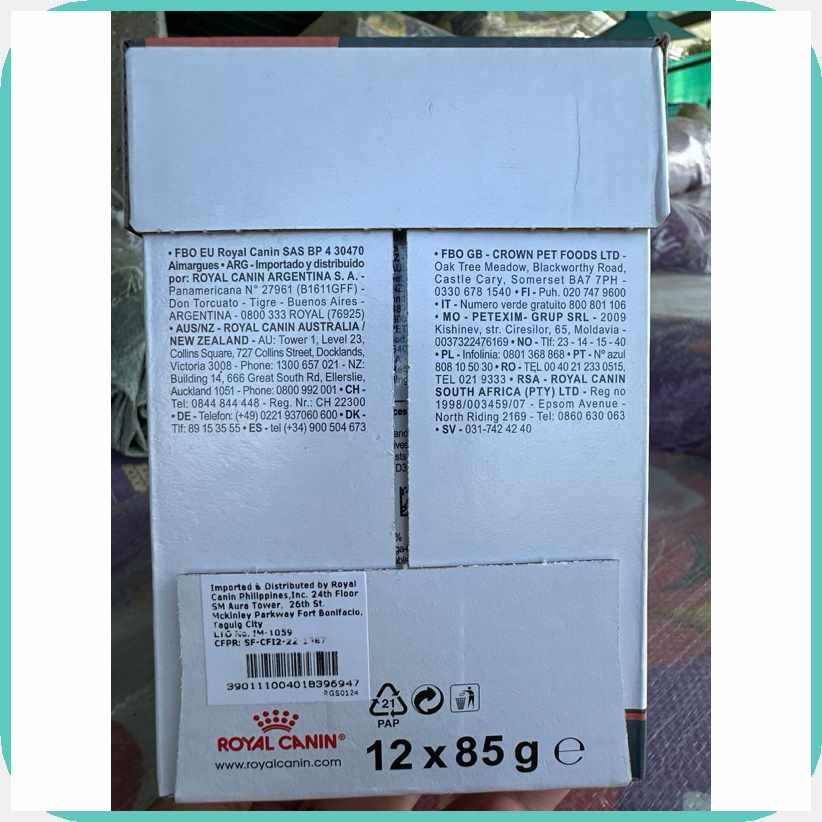 • FBO EU Royal Canin SAS BP 4 30470
Aimargues • ARG - Importado y distribuido
por: ROYAL CANIN ARGENTINA S. A. -
Panamericana N° 27961 (B1611GFF) -
Don Torcuato - Tigre - Buenos Aires -
ARGENTINA - 0800 333 ROYAL (76925)
• AUS/NZ - ROYAL CANIN AUSTRALIA /
NEW ZEALAND - AU: Tower 1, Level 23,
Collins Square, 727 Collins Street, Docklands,
Victoria 3008 - Phone: 1300 657 021 - NZ:
Building 14, 666 Great South Rd, Ellerslie,
Auckland 1051 - Phone: 0800 992 001 • CH -
Tel: 0844 844 448 - Reg. Nr.: CH 22300
• DE - Telefon: (+49) 0221 937060 600 • DK -
Tlf: 89 15 35 55 • ES - tel (+34) 900 504 673
• FBO GB - CROWN PET FOODS LTD -
Oak Tree Meadow, Blackworthy Road,
Castle Cary, Somerset BA7 7PH -
0330 678 1540 • FI - Puh. 020 747 9600
• IT - Numero verde gratuito 800 801 106
• MO - PETEXIM- GRUP SRL - 2009
Kishinev, str. Ciresilor, 65, Moldavia -
0037322476169 • NO - Tlf: 23 - 14 - 15 - 40
• PL - Infolinia: 0801 368 868 • PT - Nº azul
808 10 50 30 • RO - TEL 00 40 21 233 0515,
TEL 021 9333 • RSA - ROYAL CANIN
SOUTH AFRICA (PTY) LTD - Reg no
1998/003459/07 - Epsom Avenue -
North Riding 2169 - Tel: 0860 630 063
• SV - 031-742 42 40
Imported & Distributed by Royal
Canin Philippines,Inc. 24th Floor
SM Aura Tower, 26th St.
Mckinley Parkway Fort Bonifacio,
Taguig City
LTO No. IM-1059
CFPR: SF-CFI2-22
39011100401B396947
RGS0124
21
PAP
ROYAL CANIN®
www.royalcanin.com
12 x 85 g e